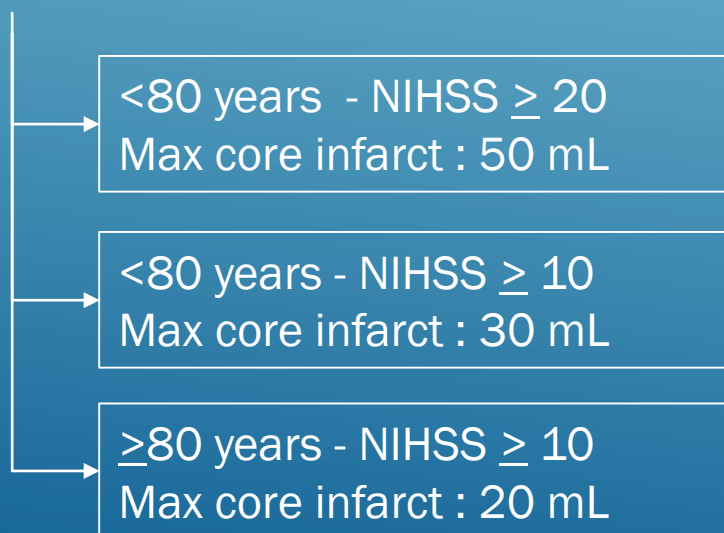 <80 years - NIHSS ≥ 20
Max core infarct : 50 mL
<80 years - NIHSS ≥ 10
Max core infarct : 30 mL
≥80 years - NIHSS ≥ 10
Max core infarct : 20 mL